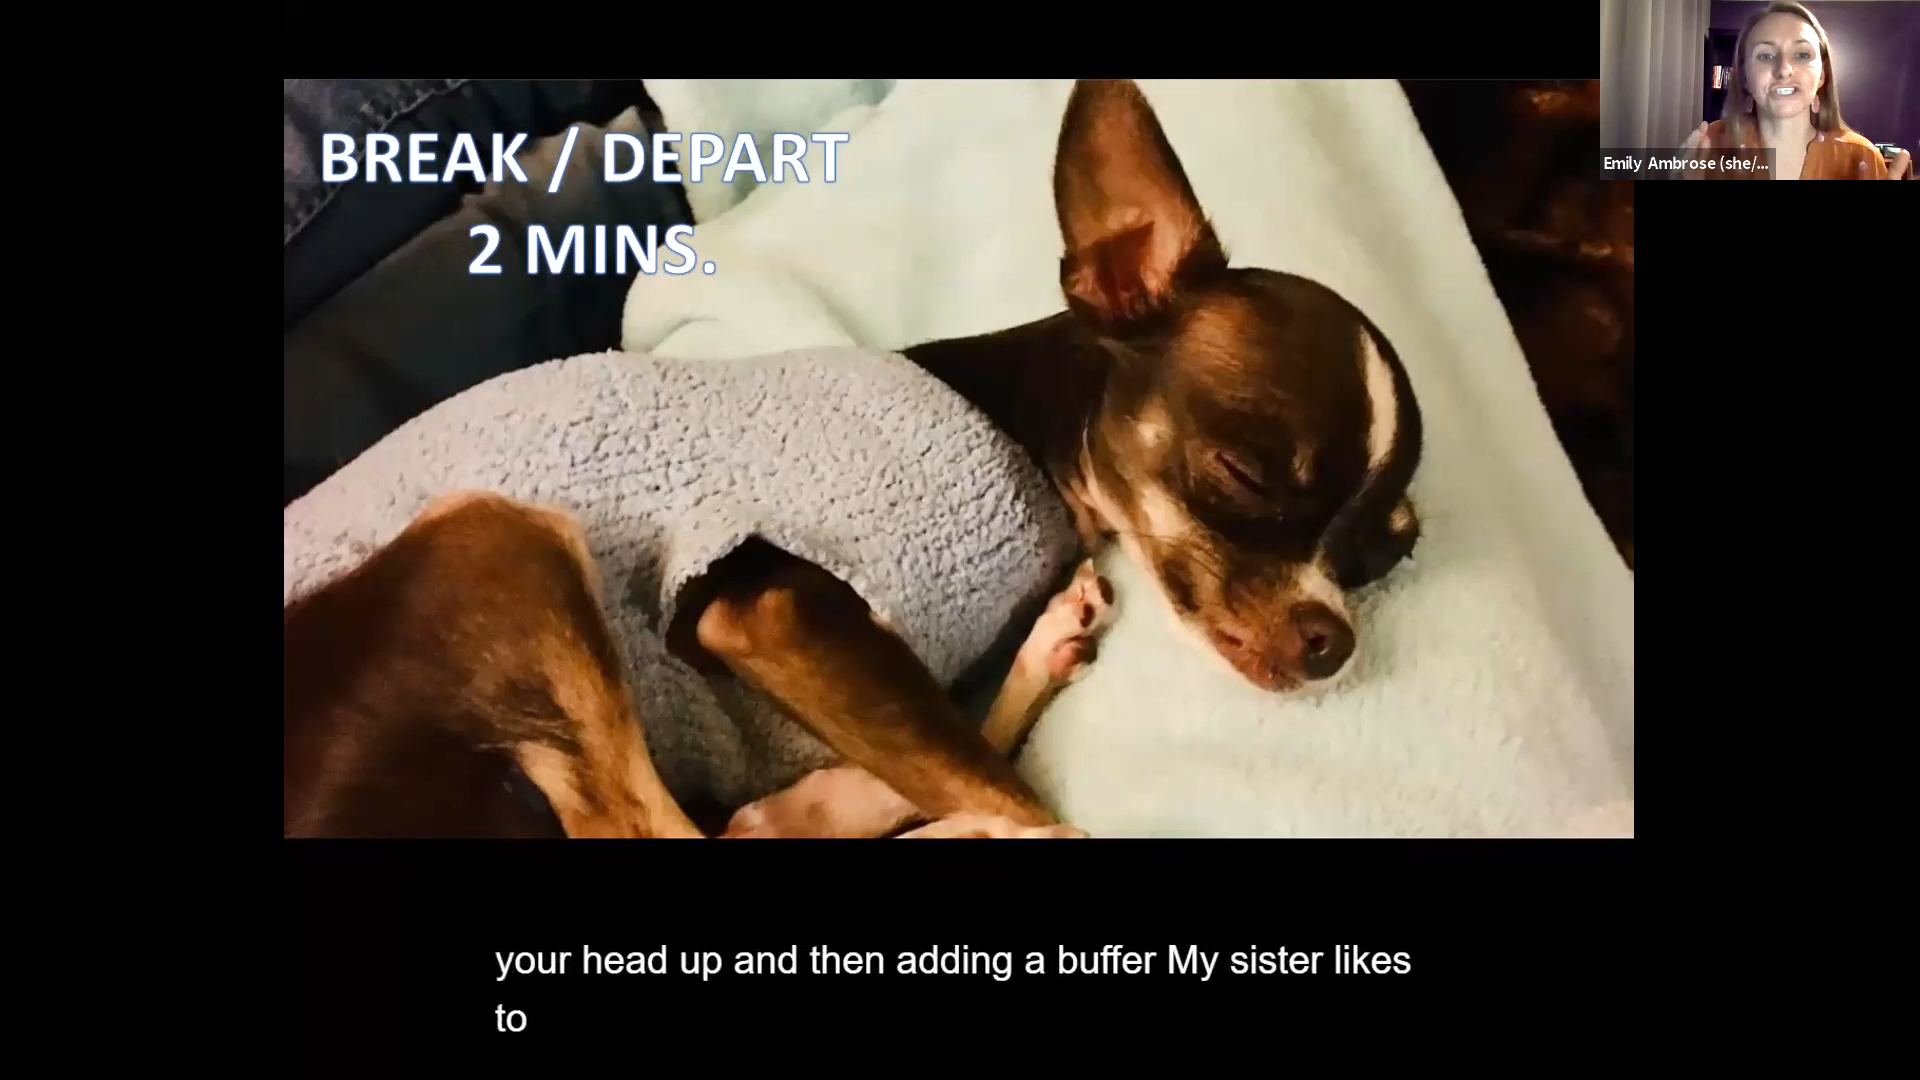 BREAK / DEPART
2 MINS.
Emily Ambrose (she/...
your head up and then adding a buffer My sister likes
to